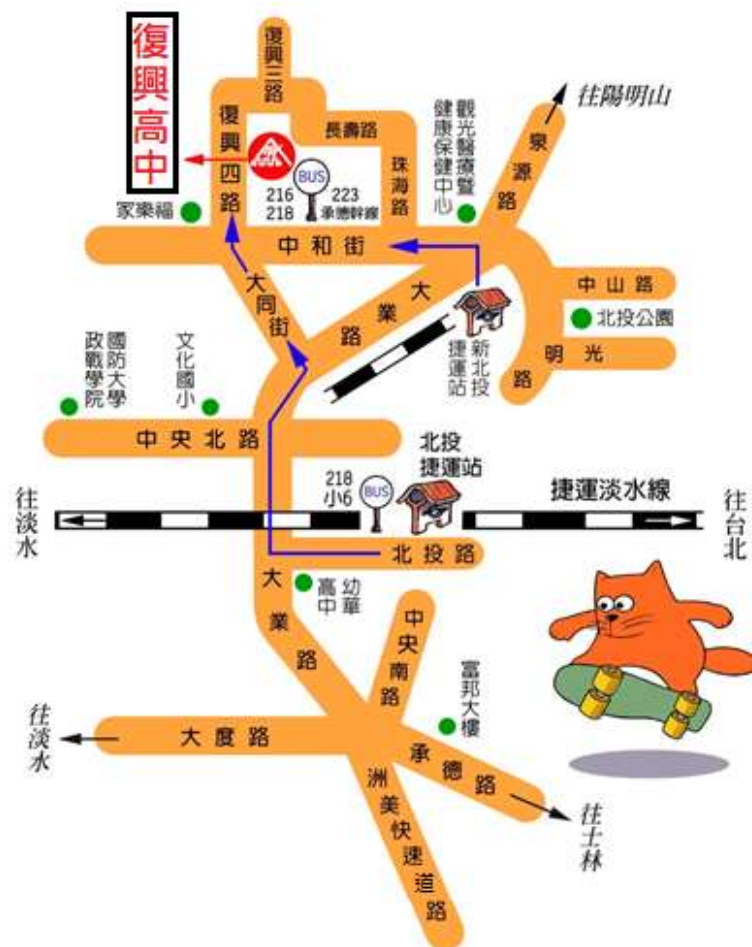 復興高中
復興三路
復興四路
長壽路
珠海路
BUS
216
218
223
承德幹線
家樂福
觀光醫療暨
健康保健中心
往陽明山
泉源路
中和街
大同街
大業路
新北投
捷運站
中山路
北投公園
光明路
國防大學
政戰學院
文化國小
中央北路
北投
捷運站
218
小6
BUS
捷運淡水線
往淡水
往台北
北投路
幼華
高中
大業路
中央南路
富邦大樓
往淡水
大度路
承德路
往士林
洲美快速道路